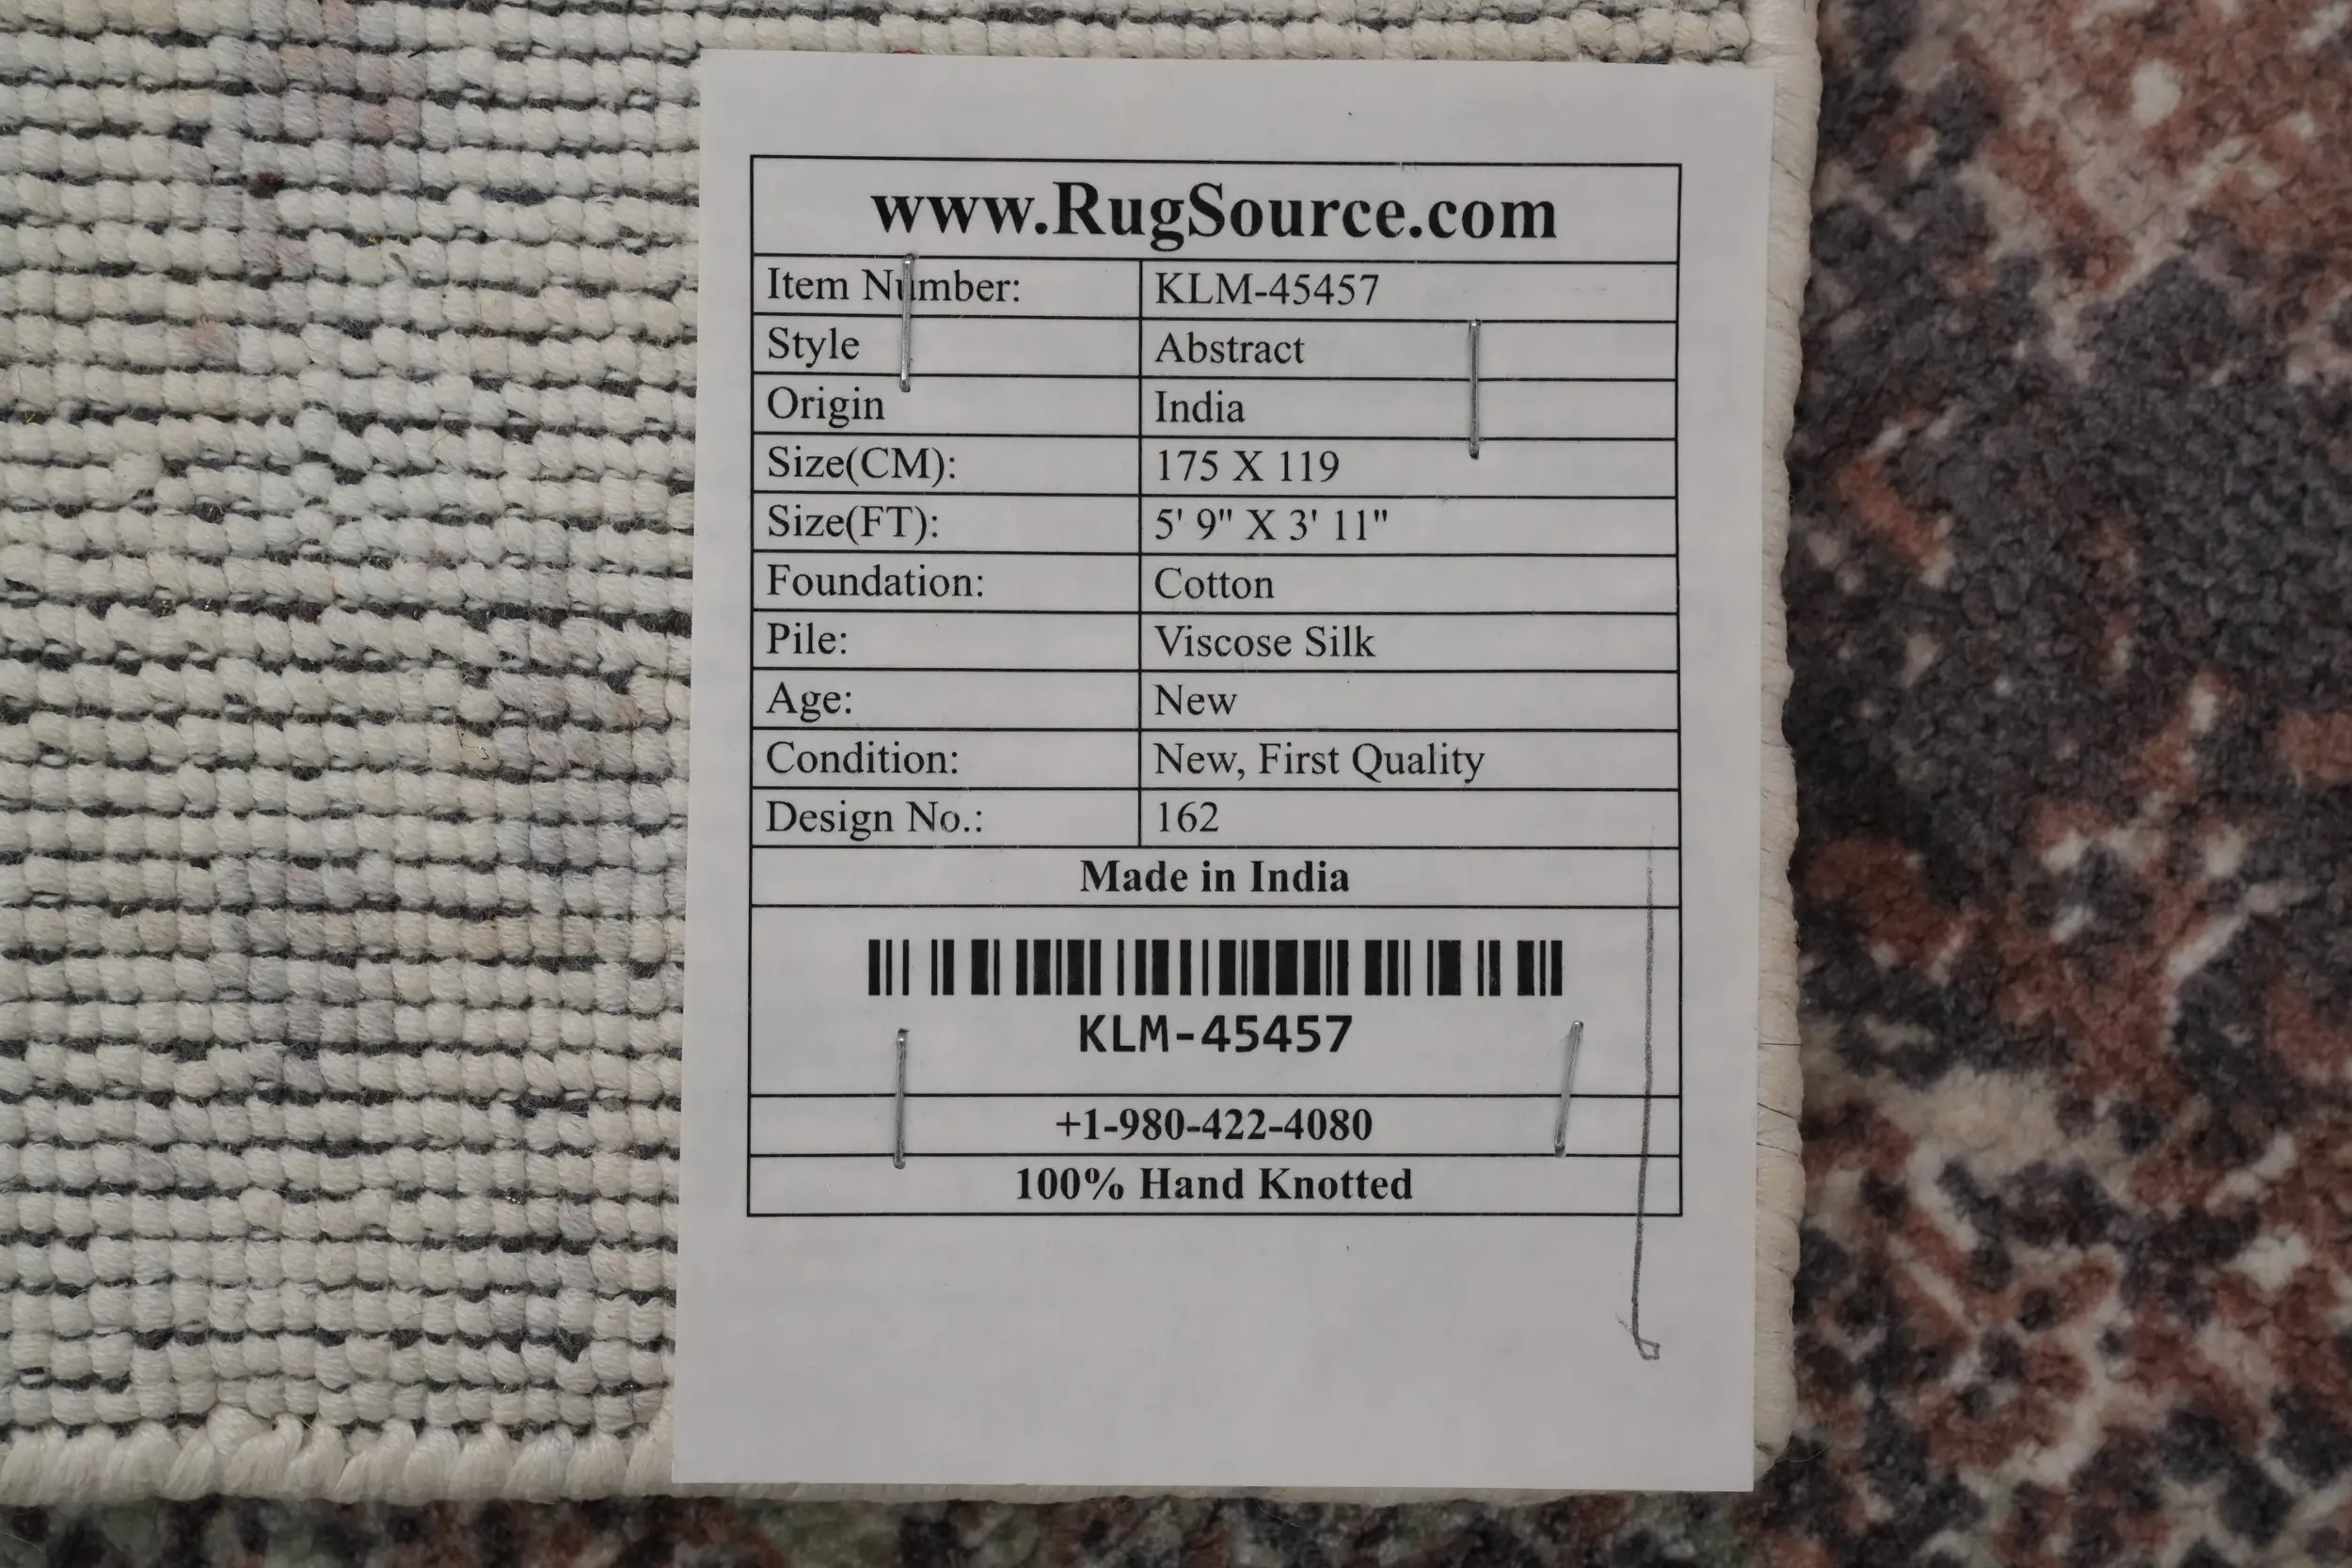 www.RugSource.com
Item Number: KLM-45457
Style Abstract
Origin India
Size(CM): 175 X 119
Size(FT): 5' 9" X 3' 11"
Foundation: Cotton
Pile: Viscose Silk
Age: New
Condition: New, First Quality
Design No.: 162
Made in India
KLM-45457
+1-980-422-4080
100% Hand Knotted